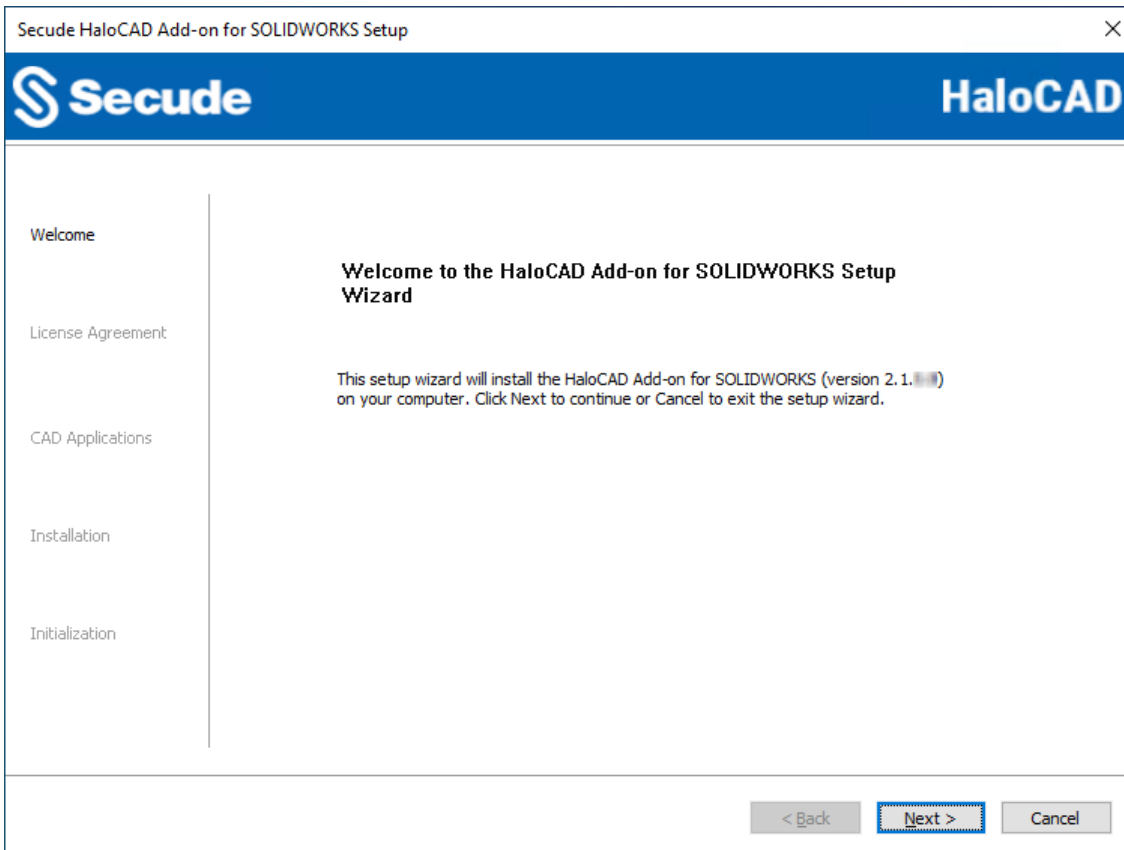 Secude HaloCAD Add-on for SOLIDWORKS Setup
Secude
HaloCAD
Welcome
License Agreement
CAD Applications
Installation
Initialization
Welcome to the HaloCAD Add-on for SOLIDWORKS Setup
Wizard
This setup wizard will install the HaloCAD Add-on for SOLIDWORKS (version 2.1. )
on your computer. Click Next to continue or Cancel to exit the setup wizard.
< Back
Next >
Cancel